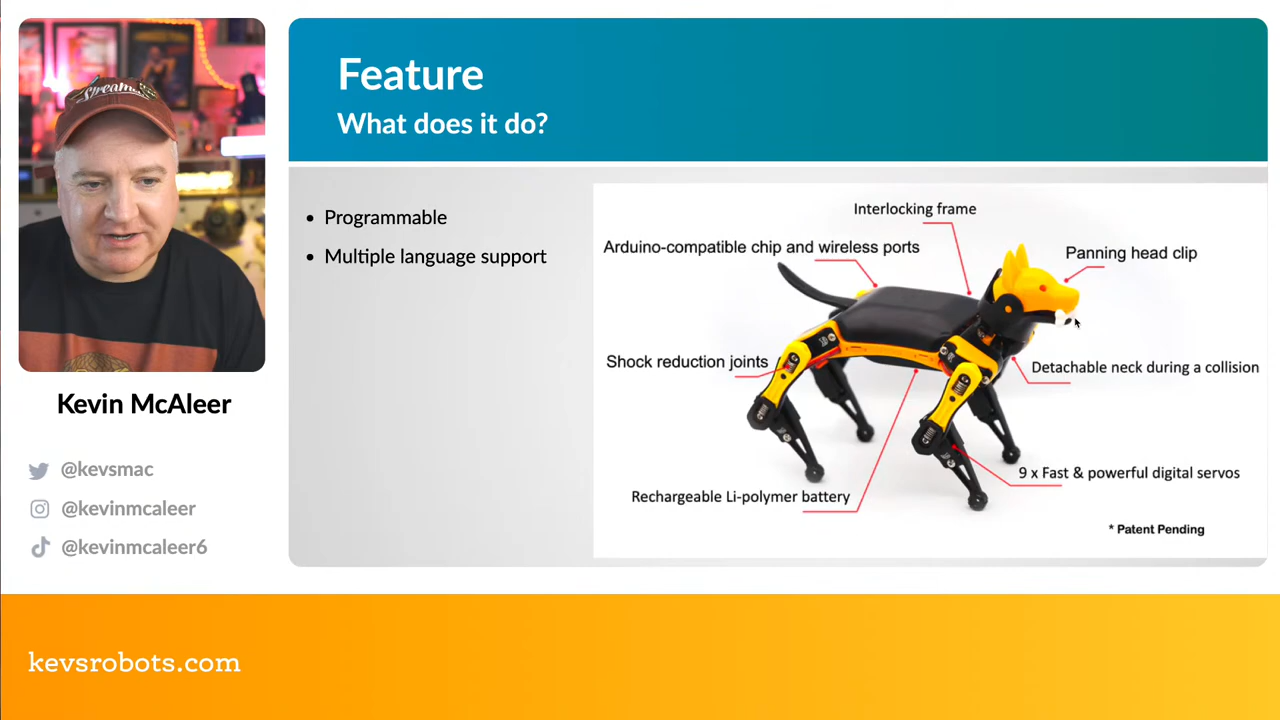 Stream
Kevin McAleer
@kevsmac
@kevinmcaleer
@kevinmcaleer6
Feature
What does it do?
• Programmable
• Multiple language support
Interlocking frame
Arduino-compatible chip and wireless ports
Panning head clip
Shock reduction joints
Detachable neck during a collision
9 x Fast & powerful digital servos
Rechargeable Li-polymer battery
* Patent Pending
kevsrobots.com